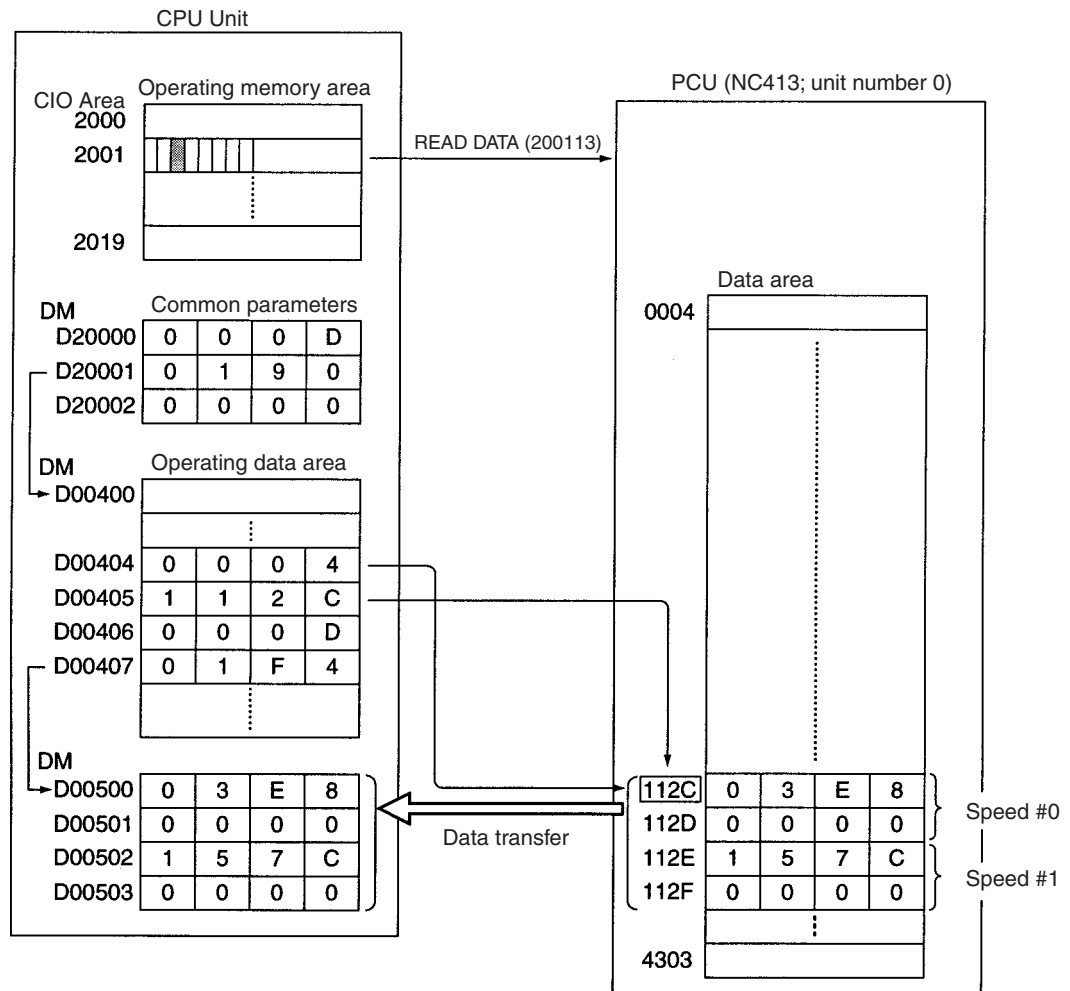 CPU Unit
Operating memory area
CIO Area
2000
2001
2019
READ DATA (200113)
PCU (NC413; unit number 0)
DM
Common parameters
D20000 0 0 0 D
D20001 0 1 9 0
D20002 0 0 0 0
DM
Operating data area
D00400
D00404 0 0 0 4
D00405 1 1 2 C
D00406 0 0 0 D
D00407 0 1 F 4
DM
D00500 0 3 E 8
D00501 0 0 0 0
D00502 1 5 7 C
D00503 0 0 0 0
Data transfer
Data area
0004
112C 0 3 E 8
112D 0 0 0 0
112E 1 5 7 C
112F 0 0 0 0
4303
Speed #0
Speed #1